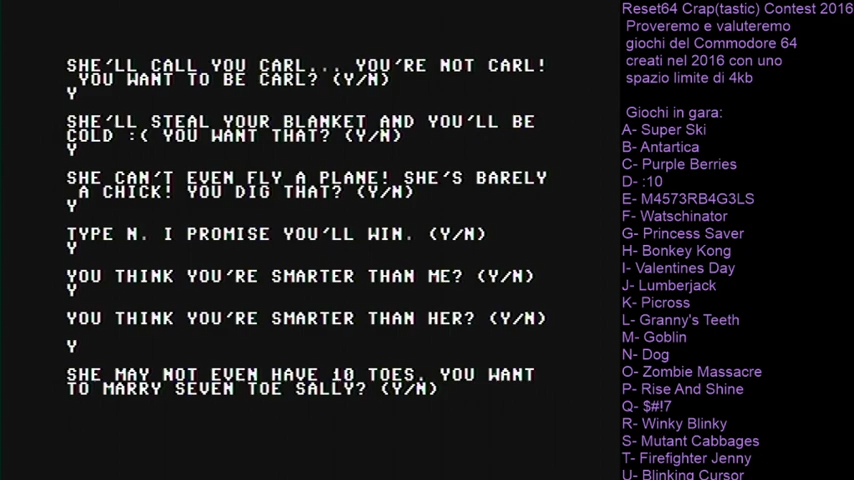 SHE'LL CALL YOU CARL... YOU'RE NOT CARL!
YOU WANT TO BE CARL? (Y/N)
Y
SHE'LL STEAL YOUR BLANKET AND YOU'LL BE
COLD :( YOU WANT THAT? (Y/N)
Y
SHE CAN'T EVEN FLY A PLANE! SHE'S BARELY
A CHICK! YOU DIG THAT? (Y/N)
Y
TYPE N. I PROMISE YOU'LL WIN. (Y/N)
Y
YOU THINK YOU'RE SMARTER THAN ME? (Y/N)
Y
YOU THINK YOU'RE SMARTER THAN HER? (Y/N)
Y
SHE MAY NOT EVEN HAVE 10 TOES. YOU WANT
TO MARRY SEVEN TOE SALLY? (Y/N)
Reset64 Crap(tastic) Contest 2016
Proveremo e valuteremo
giochi del Commodore 64
creati nel 2016 con uno
spazio limite di 4kb
Giochi in gara:
A- Super Ski
B- Antartica
C- Purple Berries
D- :10
E- M4573RB4G3LS
F- Watschinator
G- Princess Saver
H- Bonkey Kong
I- Valentines Day
J- Lumberjack
K- Picross
L- Granny's Teeth
M- Goblin
N- Dog
O- Zombie Massacre
P- Rise And Shine
Q- $#!7
R- Winky Blinky
S- Mutant Cabbages
T- Firefighter Jenny
U- Blinking Cursor